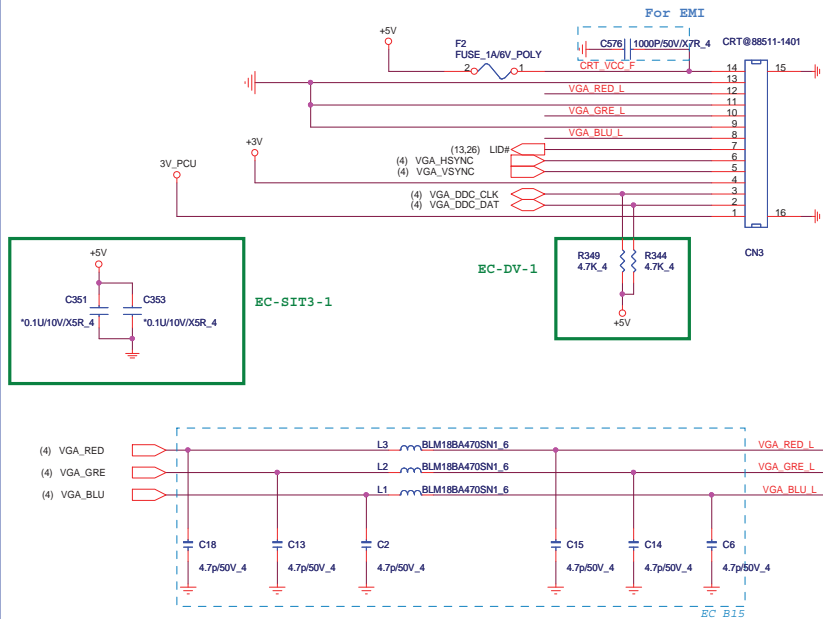 For EMI
+5V
F2
FUSE_1A/6V_POLY
C576
1000P/50V/X7R_4
CRT@88511-1401
2
1
CRT_VCC_F
14
15
13
VGA_RED_L
12
11
VGA_GRE_L
10
9
VGA_BLU_L
8
(13,26) LID#
7
+3V
(4) VGA_HSYNC
6
3V_PCU
(4) VGA_VSYNC
5
4
(4) VGA_DDC_CLK
3
(4) VGA_DDC_DAT
2
1
16
CN3
+5V
C351
C353
*0.1U/10V/X5R_4
*0.1U/10V/X5R_4
EC-SIT3-1
EC-DV-1
R349
4.7K_4
R344
4.7K_4
+5V
(4) VGA_RED
L3
BLM18BA470SN1_6
VGA_RED_L
(4) VGA_GRE
L2
BLM18BA470SN1_6
VGA_GRE_L
(4) VGA_BLU
L1
BLM18BA470SN1_6
VGA_BLU_L
C18
C13
C2
C15
C14
C6
4.7p/50V_4
4.7p/50V_4
4.7p/50V_4
4.7p/50V_4
4.7p/50V_4
4.7p/50V_4
EC B15